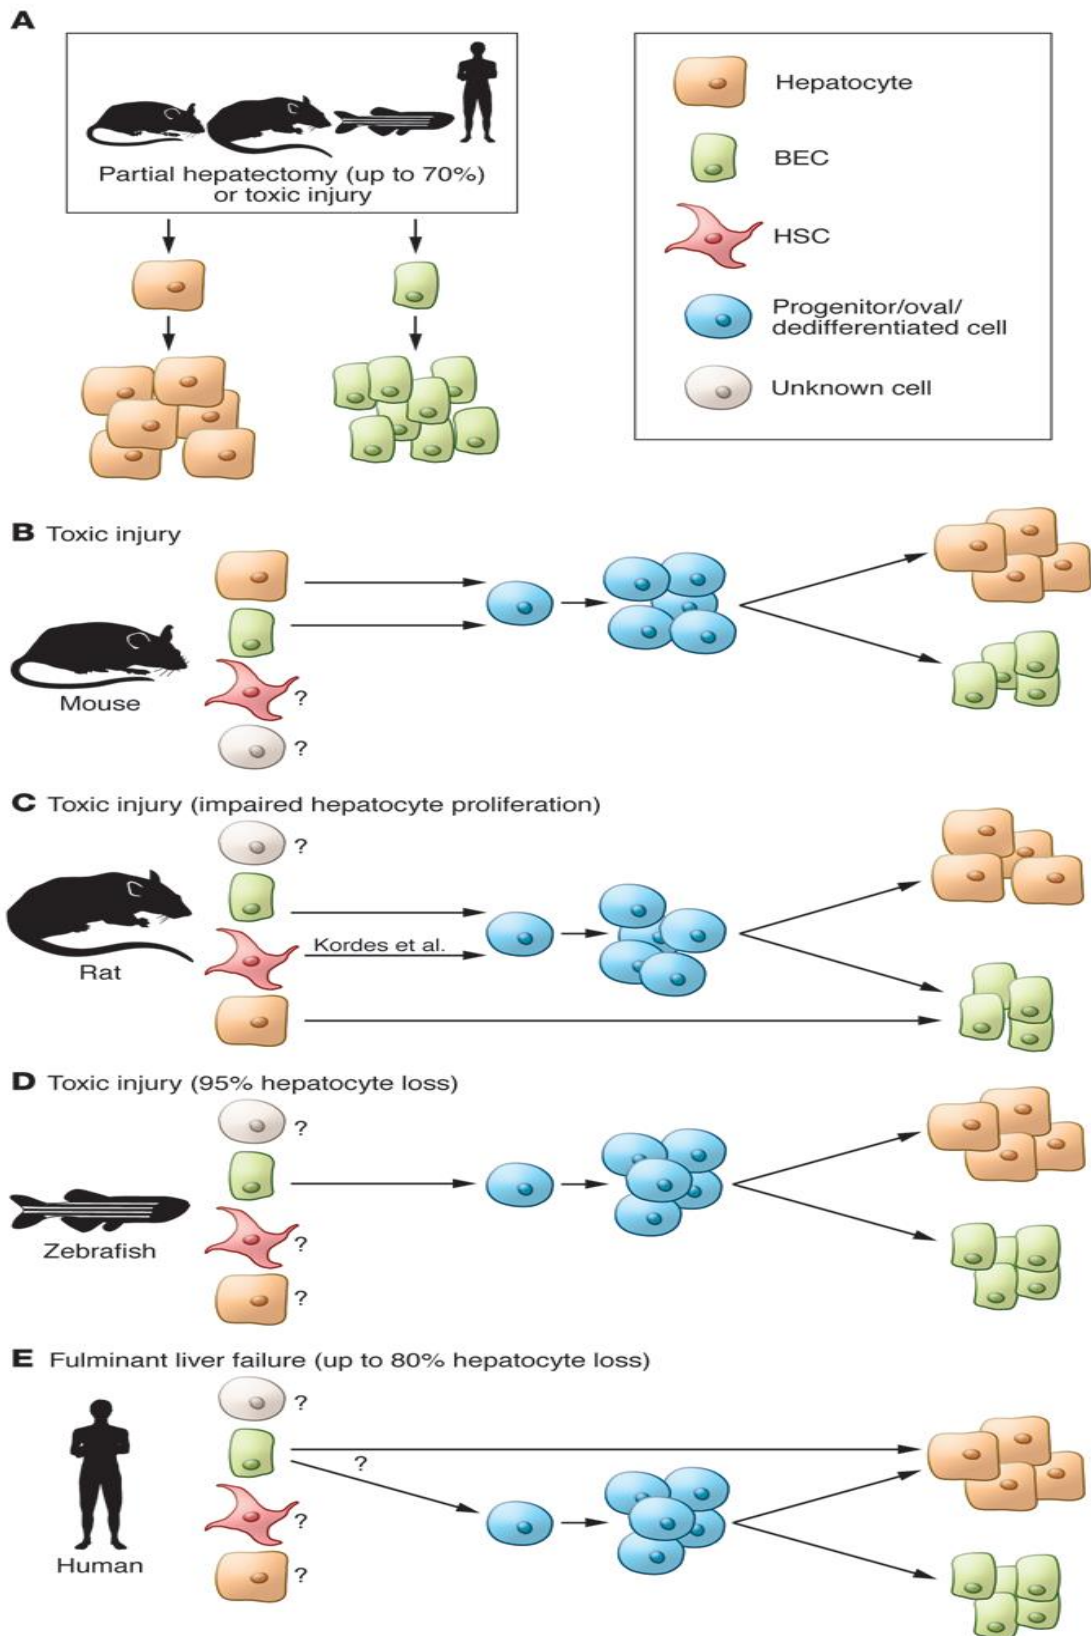 A
Partial hepatectomy (up to 70%)
or toxic injury
Hepatocyte
BEC
HSC
Progenitor/oval/
dedifferentiated cell
Unknown cell
B Toxic injury
Mouse
?
?
C Toxic injury (impaired hepatocyte proliferation)
?
Kordes et al.
Rat
D Toxic injury (95% hepatocyte loss)
?
Zebrafish
?
?
E Fulminant liver failure (up to 80% hepatocyte loss)
?
?
?
Human
?